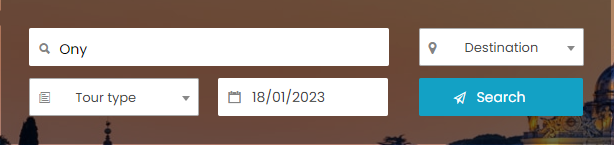 Ony
Destination
Tour type
18/01/2023
Search